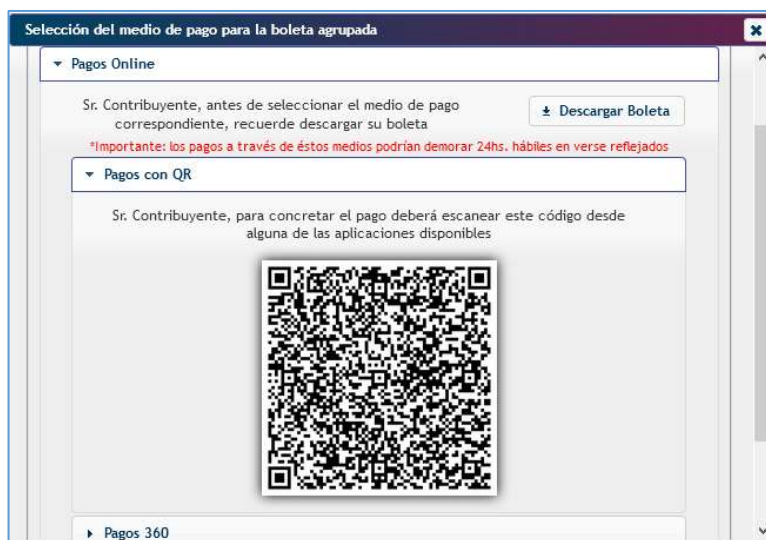 Selección del medio de pago para la boleta agrupada
Pagos Online
Sr. Contribuyente, antes de seleccionar el medio de pago
correspondiente, recuerde descargar su boleta
Descargar Boleta
*Importante: los pagos a través de éstos medios podrían demorar 24hs. hábiles en verse reflejados
Pagos con QR
Sr. Contribuyente, para concretar el pago deberá escanear este código desde
alguna de las aplicaciones disponibles
Pagos 360